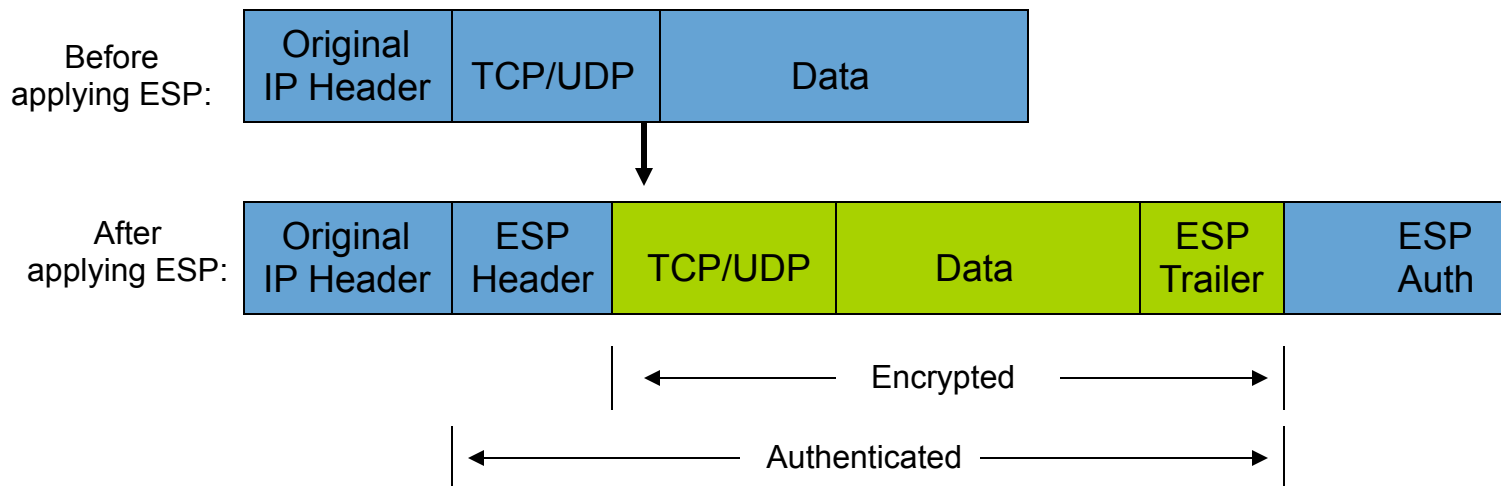 Before
applying ESP:
Original
IP Header
TCP/UDP
Data
After
applying ESP:
Original
IP Header
ESP
Header
TCP/UDP
Data
ESP
Trailer
ESP
Auth
Encrypted
Authenticated